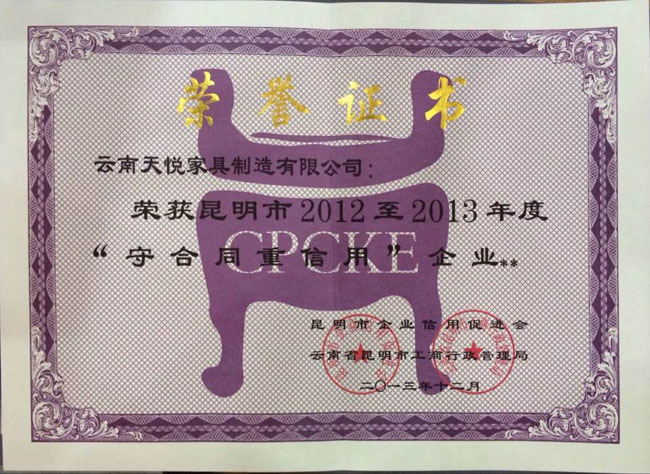 荣誉证书
云南天悦家具制造有限公司：
荣获昆明市2012至2013年度
“守合同重信用”企业**
CPCKE
昆明市企业信用促进会
云南省昆明市工商行政管理局
二〇一三年十二月